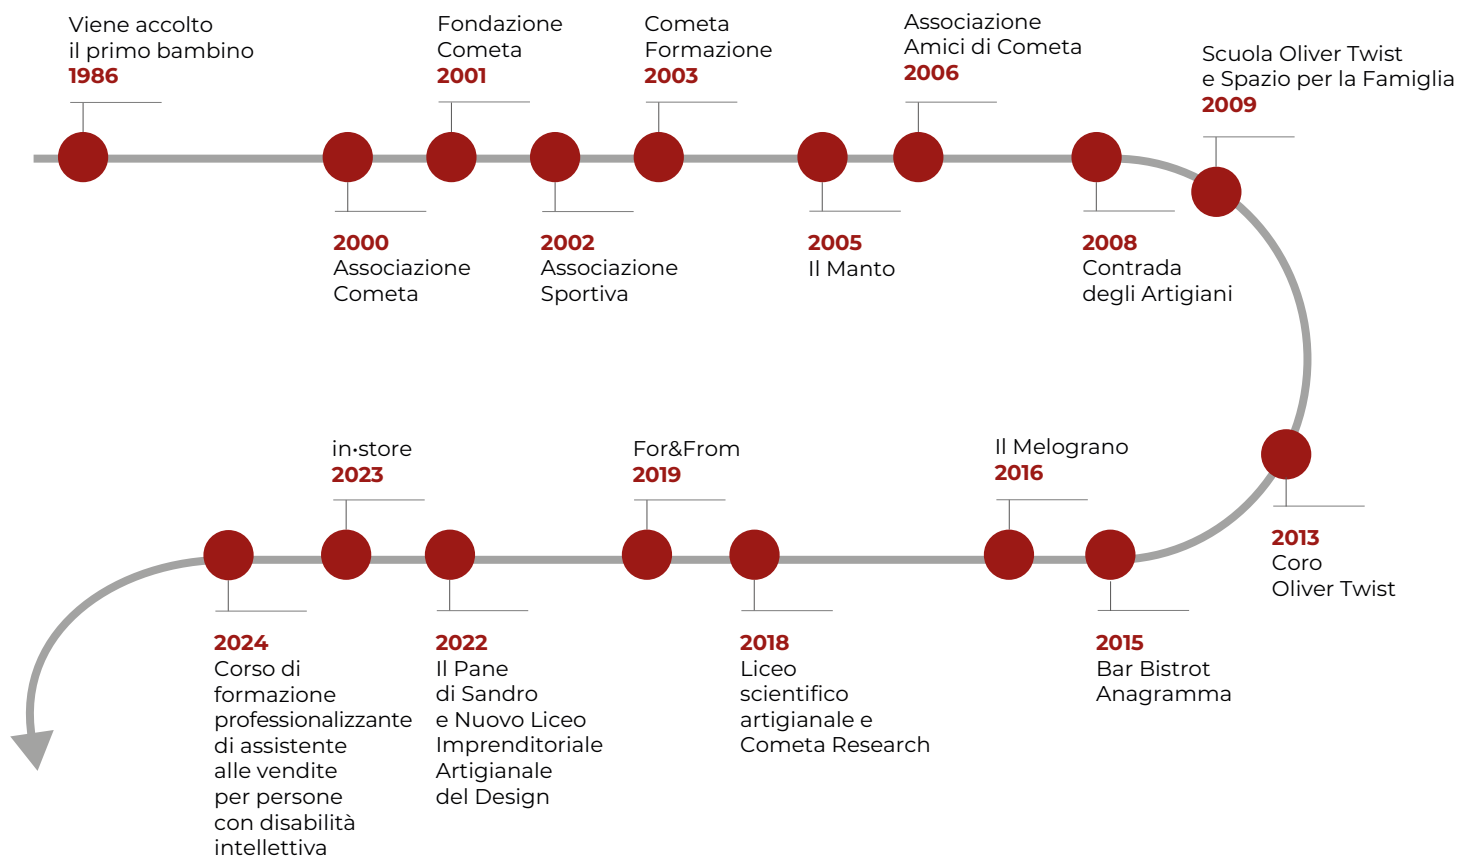 Viene accolto
il primo bambino
1986
2000
Associazione
Cometa
Fondazione
Cometa
2001
2002
Associazione
Sportiva
Cometa
Formazione
2003
2005
Il Manto
Associazione
Amici di Cometa
2006
2008
Contrada
degli Artigiani
Scuola Oliver Twist
e Spazio per la Famiglia
2009
2013
Coro
Oliver Twist
2015
Bar Bistrot
Anagramma
Il Melograno
2016
2018
Liceo
scientifico
artigianale e
Cometa Research
For&From
2019
2022
Il Pane
di Sandro
e Nuovo Liceo
Imprenditoriale
Artigianale
del Design
in•store
2023
2024
Corso di
formazione
professionalizzante
di assistente
alle vendite
per persone
con disabilità
intellettiva